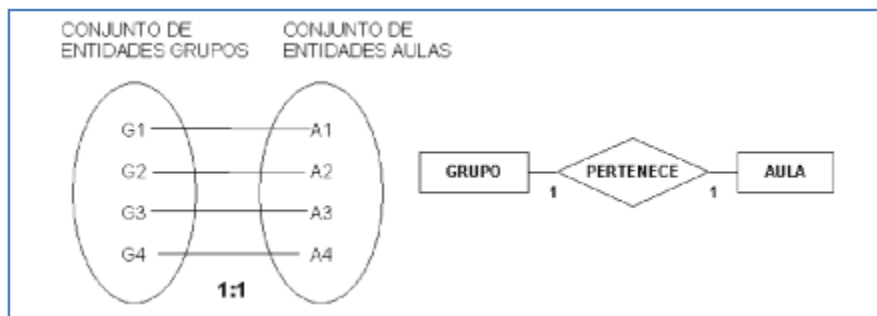 CONJUNTO DE
ENTIDADES GRUPOS
CONJUNTO DE
ENTIDADES AULAS
G1 A1
G2 A2
G3 A3
G4 A4
1:1
GRUPO
1
PERTENECE
1
AULA